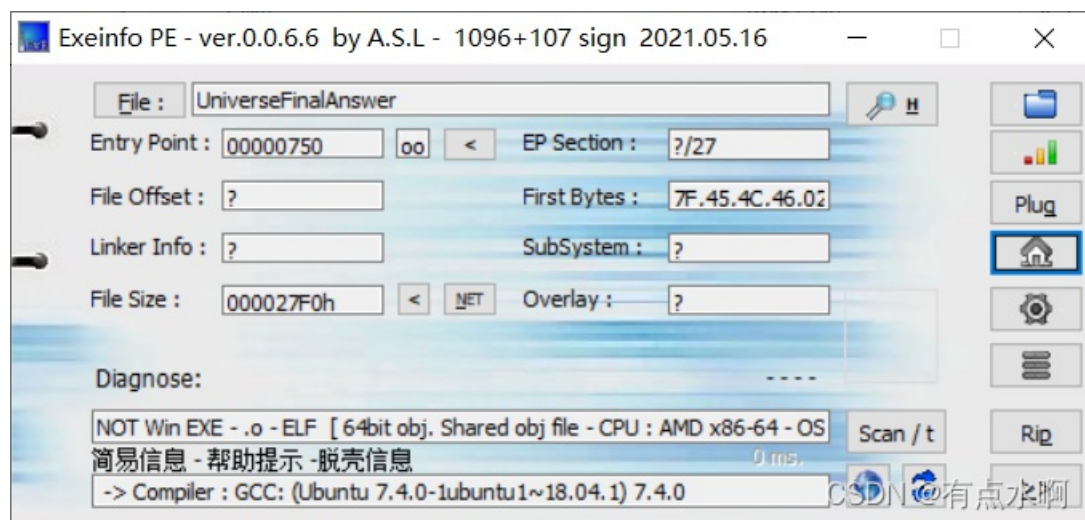 Exeinfo PE - ver.0.0.6.6 by A.S.L - 1096+107 sign 2021.05.16
File : UniverseFinalAnswer H
Entry Point : 00000750 oo < EP Section : ?/27
File Offset : ? First Bytes : 7F.45.4C.46.02 Plug
Linker Info : ? SubSystem : ?
File Size : 000027F0h < NET Overlay : ?
Diagnose: ----
NOT Win EXE - .o - ELF [ 64bit obj. Shared obj file - CPU : AMD x86-64 - OS Scan / t Rip
简易信息 - 帮助提示 -脱壳信息 0 ms.
-> Compiler : GCC: (Ubuntu 7.4.0-1ubuntu1~18.04.1) 7.4.0
CSDN @有点水啊